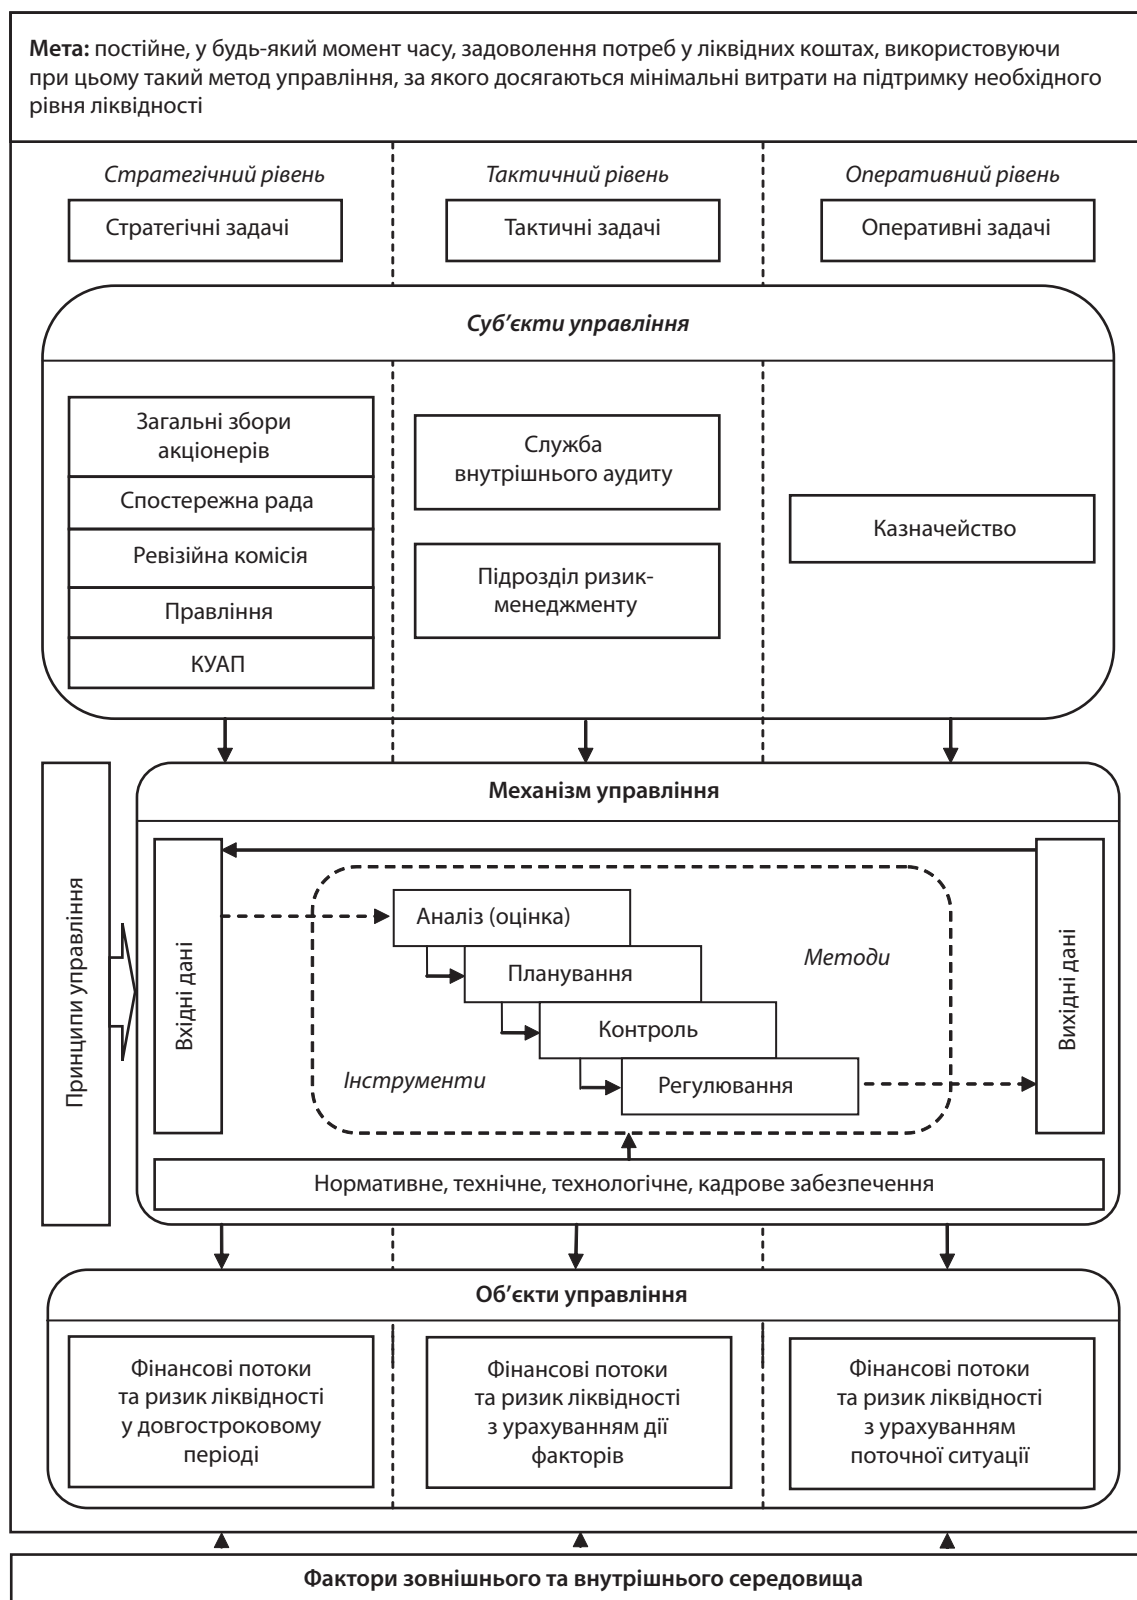 Мета: постійне, у будь-який момент часу, задоволення потреб у ліквідних коштах, використовуючи
при цьому такий метод управління, за якого досягаються мінімальні витрати на підтримку необхідного
рівня ліквідності
Стратегічний рівень
Тактичний рівень
Оперативний рівень
Стратегічні задачі
Тактичні задачі
Оперативні задачі
Суб’єкти управління
Загальні збори
акціонерів
Спостережна рада
Ревізійна комісія
Правління
КУАП
Служба
внутрішнього аудиту
Підрозділ ризик-
менеджменту
Казначейство
Принципи управління
Механізм управління
Вхідні дані
Аналіз (оцінка)
Планування
Контроль
Регулювання
Методи
Інструменти
Вихідні дані
Нормативне, технічне, технологічне, кадрове забезпечення
Об’єкти управління
Фінансові потоки
та ризик ліквідності
у довгостроковому
періоді
Фінансові потоки
та ризик ліквідності
з урахуванням дії
факторів
Фінансові потоки
та ризик ліквідності
з урахуванням
поточної ситуації
Фактори зовнішнього та внутрішнього середовища